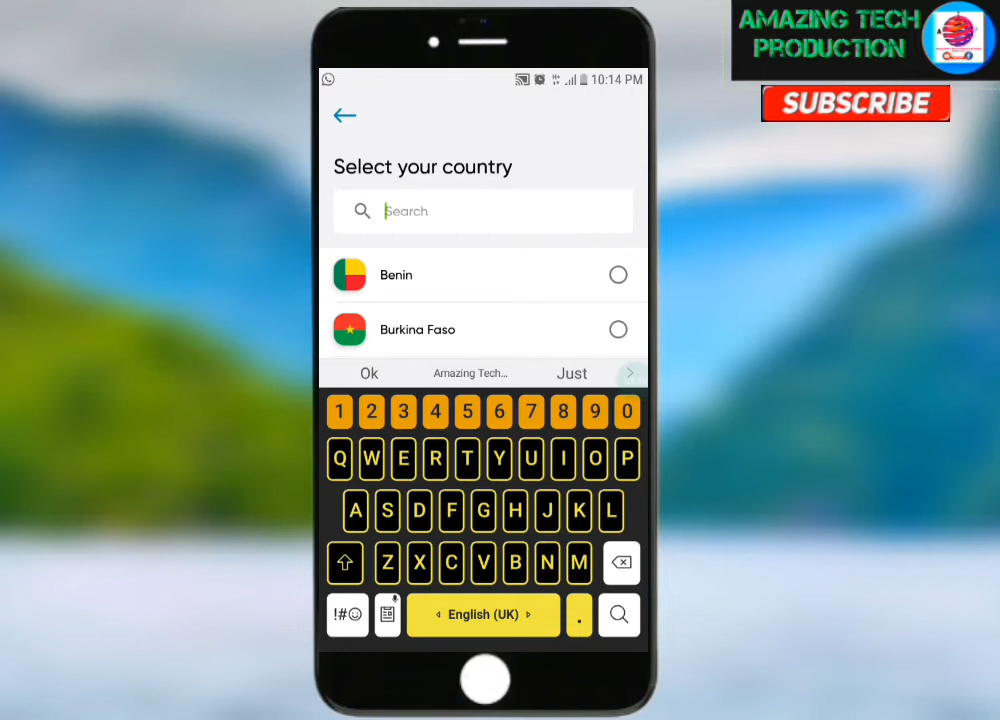 AMAZING TECH
PRODUCTION
SUBSCRIBE
10:14 PM
Select your country
Search
Benin
Burkina Faso
Ok Amazing Tech... Just
1 2 3 4 5 6 7 8 9 0
Q W E R T Y U I O P
A S D F G H J K L
Z X C V B N M
!#☺ English (UK) .